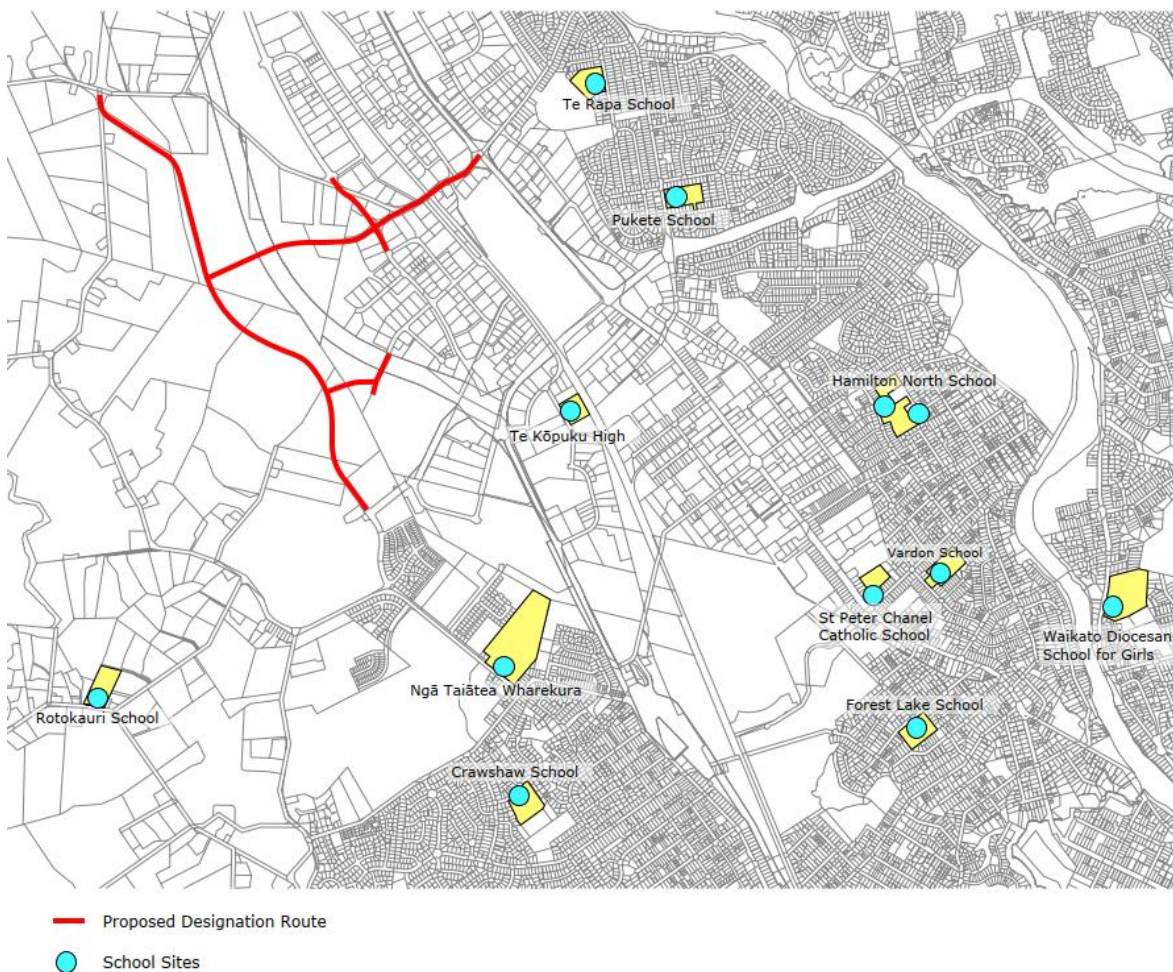 Te Rapa School
Pukete School
Hamilton North School
Te Kōpuku High
Vardon School
St Peter Chanel
Catholic School
Waikato Diocesan
School for Girls
Ngā Taiātea Wharekura
Rotokauri School
Forest Lake School
Crawshaw School
Proposed Designation Route
School Sites